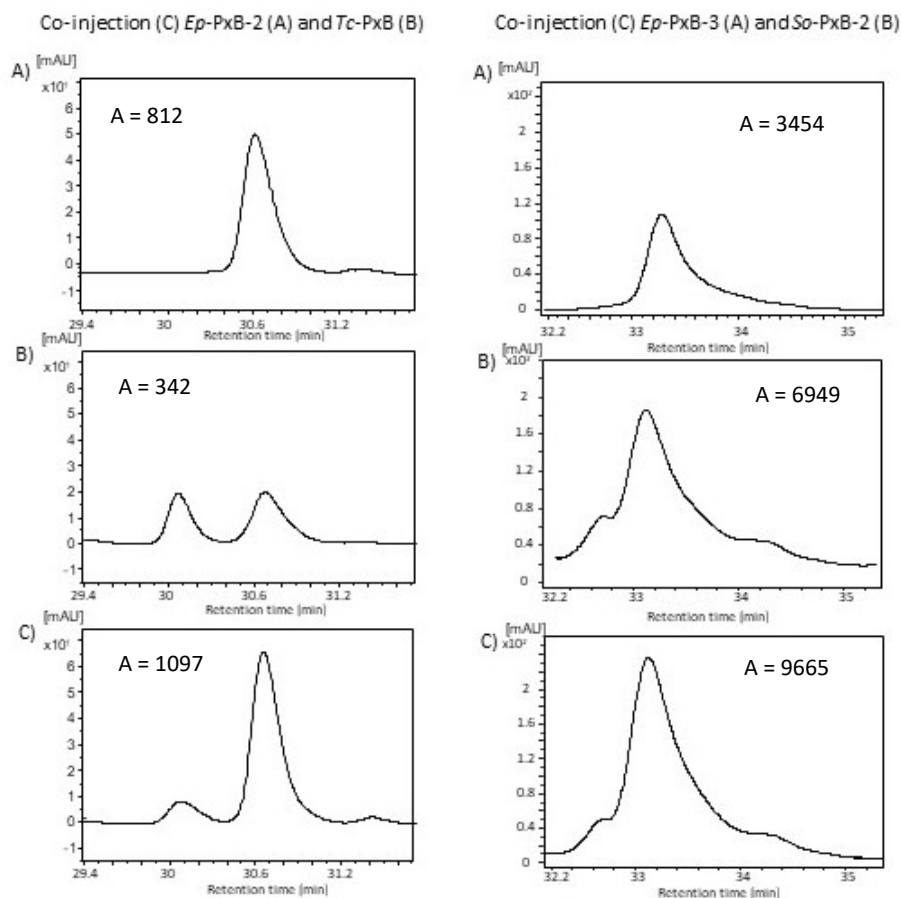 Co-injection (C) Ep-PxB-2 (A) and Tc-PxB (B)
A) [mAU]
x10¹
A = 812
6
5
4
3
2
1
0
-1
29.4 30 30.6 31.2
Retention time [min]
B) [mAU]
x10¹
A = 342
6
5
4
3
2
1
0
-1
29.4 30 30.6 31.2
Retention time [min]
C) [mAU]
x10¹
A = 1097
6
5
4
3
2
1
0
-1
29.4 30 30.6 31.2
Retention time [min]
Co-injection (C) Ep-PxB-3 (A) and So-PxB-2 (B)
A) [mAU]
x10²
A = 3454
2
1.6
1.2
0.8
0.4
0
32.2 33 34 35
Retention time [min]
B) [mAU]
x10²
A = 6949
2
1.6
1.2
0.8
0.4
0
32.2 33 34 35
Retention time [min]
C) [mAU]
x10²
A = 9665
2
1.6
1.2
0.8
0.4
0
32.2 33 34 35
Retention time [min]